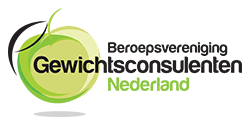 Beroepsvereniging
Gewichtsconsulenten
Nederland